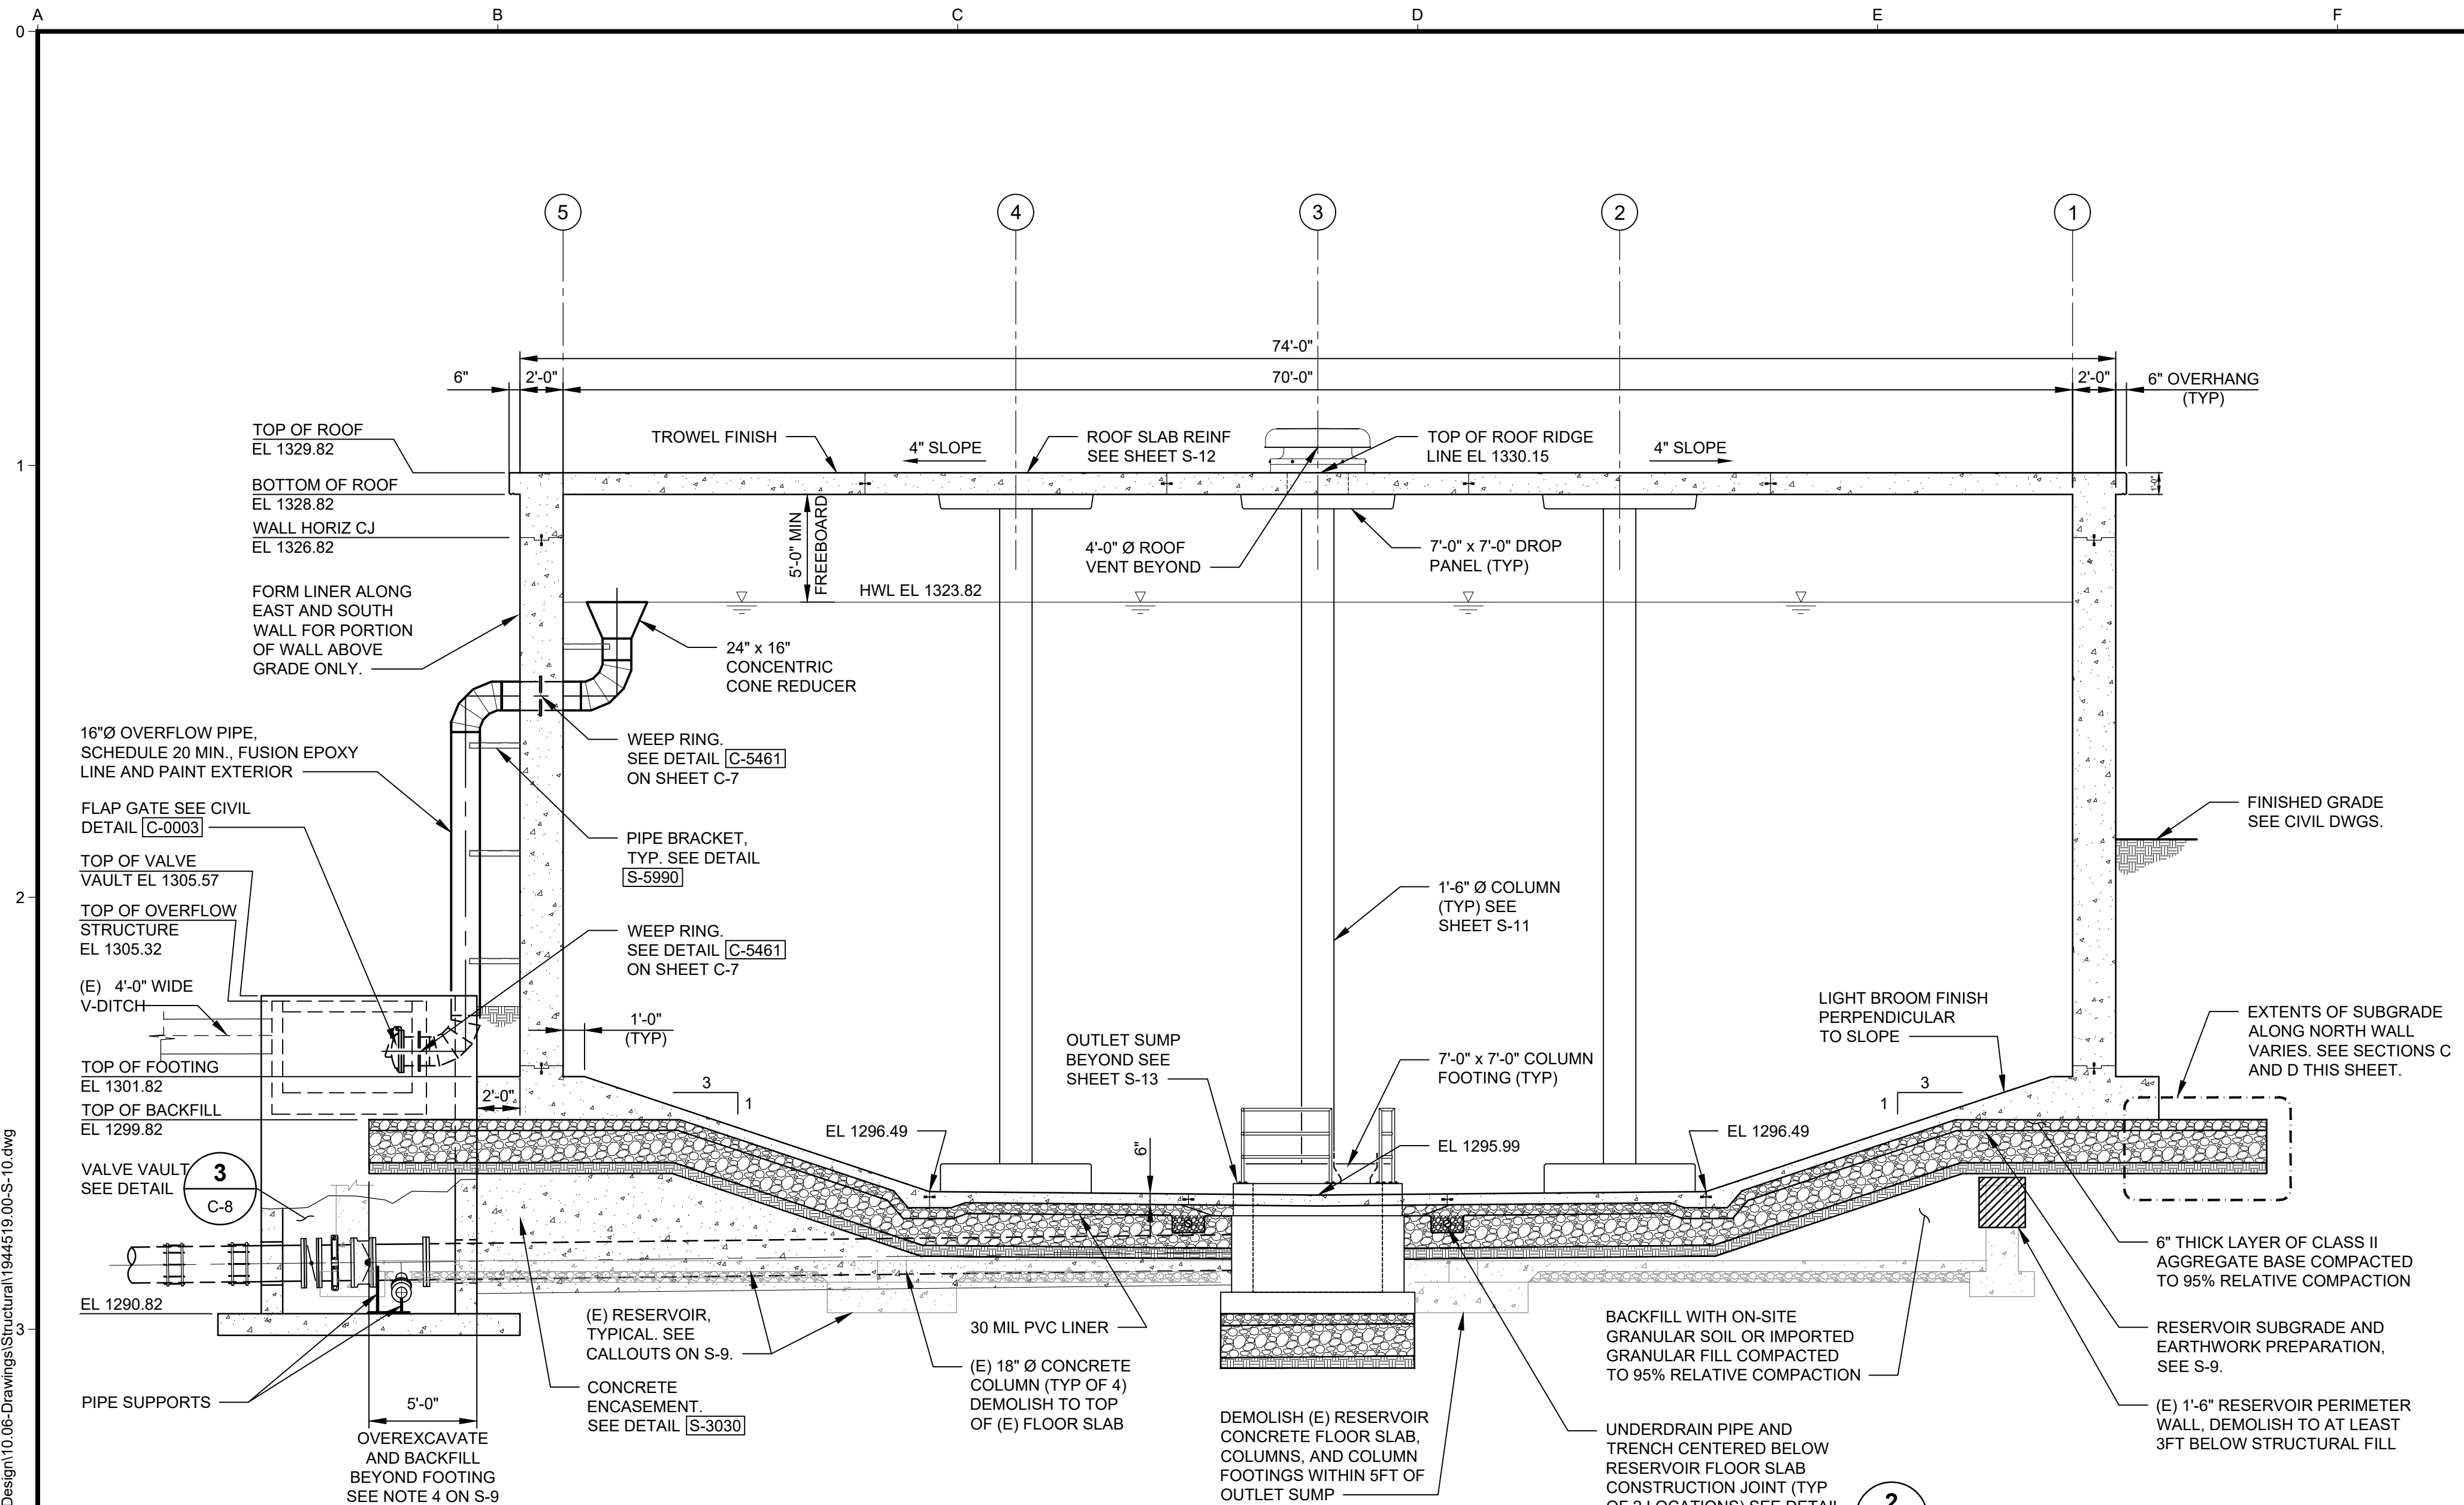 A
B
C
D
E
F
0
1
2
3
5
4
3
2
1
74'-0"
6"
2'-0"
70'-0"
2'-0"
6" OVERHANG
(TYP)
TOP OF ROOF
EL 1329.82
BOTTOM OF ROOF
EL 1328.82
WALL HORIZ CJ
EL 1326.82
FORM LINER ALONG
EAST AND SOUTH
WALL FOR PORTION
OF WALL ABOVE
GRADE ONLY.
TROWEL FINISH
4" SLOPE
ROOF SLAB REINF
SEE SHEET S-12
TOP OF ROOF RIDGE
LINE EL 1330.15
4" SLOPE
1'-0"
5'-0" MIN
FREEBOARD
HWL EL 1323.82
4'-0" Ø ROOF
VENT BEYOND
7'-0" x 7'-0" DROP
PANEL (TYP)
24" x 16"
CONCENTRIC
CONE REDUCER
16"Ø OVERFLOW PIPE,
SCHEDULE 20 MIN., FUSION EPOXY
LINE AND PAINT EXTERIOR
WEEP RING.
SEE DETAIL C-5461
ON SHEET C-7
FLAP GATE SEE CIVIL
DETAIL C-0003
PIPE BRACKET,
TYP. SEE DETAIL
S-5990
TOP OF VALVE
VAULT EL 1305.57
TOP OF OVERFLOW
STRUCTURE
EL 1305.32
WEEP RING.
SEE DETAIL C-5461
ON SHEET C-7
(E) 4'-0" WIDE
V-DITCH
1'-0"
(TYP)
TOP OF FOOTING
EL 1301.82
TOP OF BACKFILL
EL 1299.82
2'-0"
3
1
VALVE VAULT
SEE DETAIL
3
C-8
EL 1290.82
PIPE SUPPORTS
5'-0"
OVEREXCAVATE
AND BACKFILL
BEYOND FOOTING
SEE NOTE 4 ON S-9
(E) RESERVOIR,
TYPICAL. SEE
CALLOUTS ON S-9.
CONCRETE
ENCASEMENT.
SEE DETAIL S-3030
EL 1296.49
30 MIL PVC LINER
(E) 18" Ø CONCRETE
COLUMN (TYP OF 4)
DEMOLISH TO TOP
OF (E) FLOOR SLAB
OUTLET SUMP
BEYOND SEE
SHEET S-13
6"
7'-0" x 7'-0" COLUMN
FOOTING (TYP)
EL 1295.99
1'-6" Ø COLUMN
(TYP) SEE
SHEET S-11
DEMOLISH (E) RESERVOIR
CONCRETE FLOOR SLAB,
COLUMNS, AND COLUMN
FOOTINGS WITHIN 5FT OF
OUTLET SUMP
EL 1296.49
LIGHT BROOM FINISH
PERPENDICULAR
TO SLOPE
3
1
BACKFILL WITH ON-SITE
GRANULAR SOIL OR IMPORTED
GRANULAR FILL COMPACTED
TO 95% RELATIVE COMPACTION
UNDERDRAIN PIPE AND
TRENCH CENTERED BELOW
RESERVOIR FLOOR SLAB
CONSTRUCTION JOINT (TYP
OF 2 LOCATIONS) SEE DETAIL
2
FINISHED GRADE
SEE CIVIL DWGS.
EXTENTS OF SUBGRADE
ALONG NORTH WALL
VARIES. SEE SECTIONS C
AND D THIS SHEET.
6" THICK LAYER OF CLASS II
AGGREGATE BASE COMPACTED
TO 95% RELATIVE COMPACTION
RESERVOIR SUBGRADE AND
EARTHWORK PREPARATION,
SEE S-9.
(E) 1'-6" RESERVOIR PERIMETER
WALL, DEMOLISH TO AT LEAST
3FT BELOW STRUCTURAL FILL
Design\10.06-Drawings\Structural\1944519.00-S-10.dwg